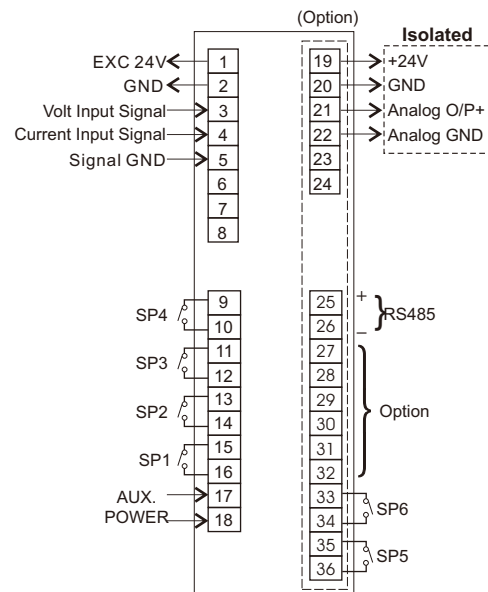 (Option)
Isolated
EXC 24V 1 19 +24V
GND 2 20 GND
Volt Input Signal 3 21 Analog O/P+
Current Input Signal 4 22 Analog GND
Signal GND 5 23
6 24
7
8
SP4 9 10
SP3 11 12
SP2 13 14
SP1 15 16
AUX. 17
POWER 18
25 +
26 −
RS485
27
28
29
30
31
32
Option
33
34
SP6
35
36
SP5